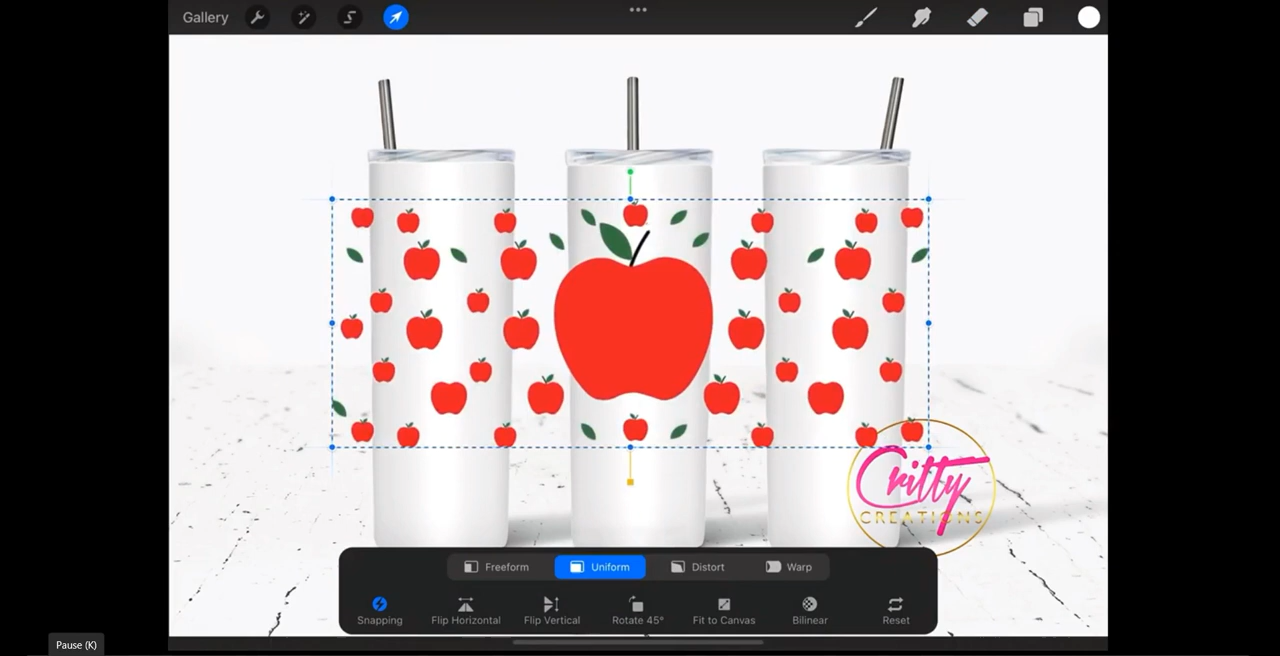 Gallery
Critty
CREATIONS
Freeform
Uniform
Distort
Warp
Snapping
Flip Horizontal
Flip Vertical
Rotate 45°
Fit to Canvas
Bilinear
Reset
Pause (K)